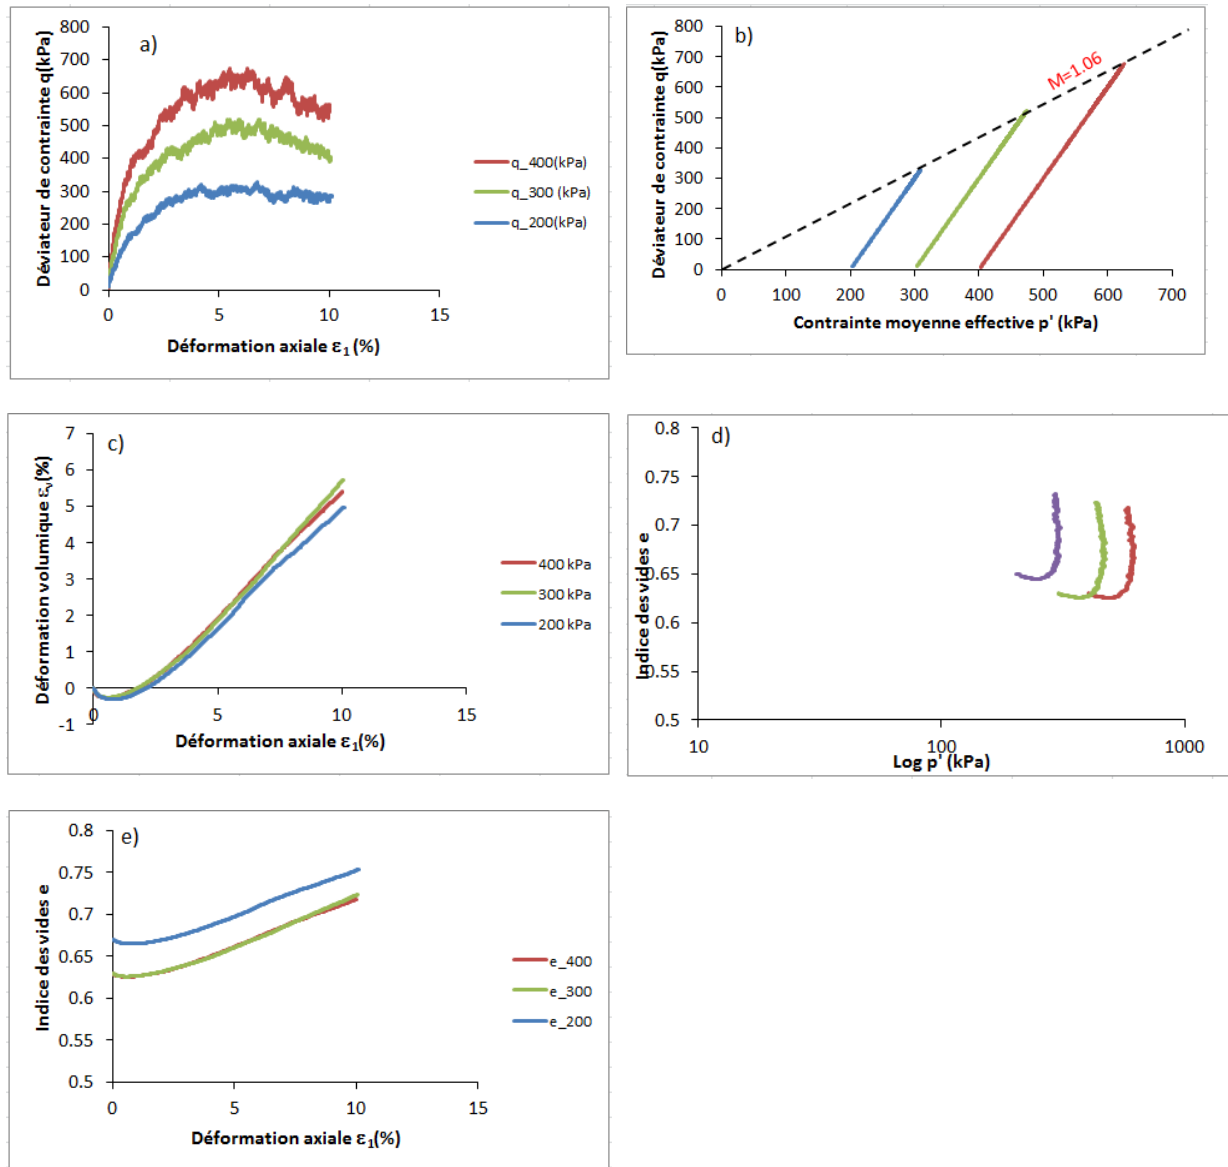 a)
Déviateur de contrainte q(kPa)
800
700
600
500
400
300
200
100
0
0
5
10
15
Déformation axiale ε1 (%)
q_400(kPa)
q_300 (kPa)
q_200(kPa)
b)
Déviateur de contrainte q(kPa)
800
700
600
500
400
300
200
100
0
0
100
200
300
400
500
600
700
M=1.06
Contrainte moyenne effective p' (kPa)
c)
Déformation volumique εv(%)
7
6
5
4
3
2
1
0
-1
0
5
10
15
Déformation axiale ε1(%)
400 kPa
300 kPa
200 kPa
d)
Indice des vides e
0.8
0.75
0.7
0.65
0.6
0.55
0.5
10
100
1000
Log p' (kPa)
e)
Indice des vides e
0.8
0.75
0.7
0.65
0.6
0.55
0.5
0
5
10
15
Déformation axiale ε1(%)
e_400
e_300
e_200